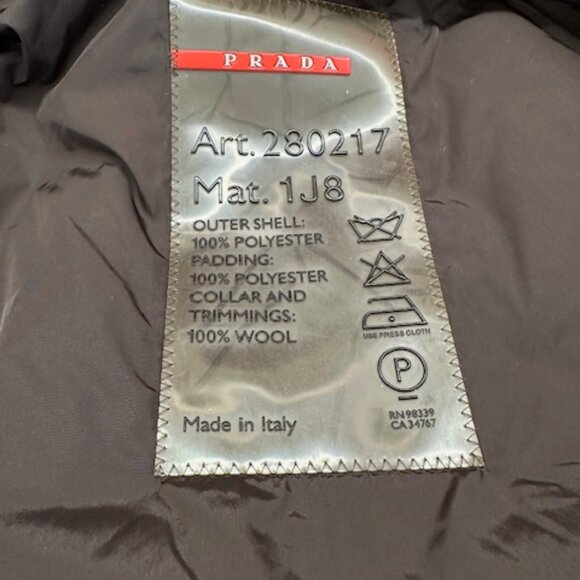 PRADA
Art. 280217
Mat. 1J8
OUTER SHELL:
100% POLYESTER
PADDING:
100% POLYESTER
COLLAR AND
TRIMMINGS:
100% WOOL
USE PRESS CLOTH
P
Made in Italy
RN 98339
CA 34767